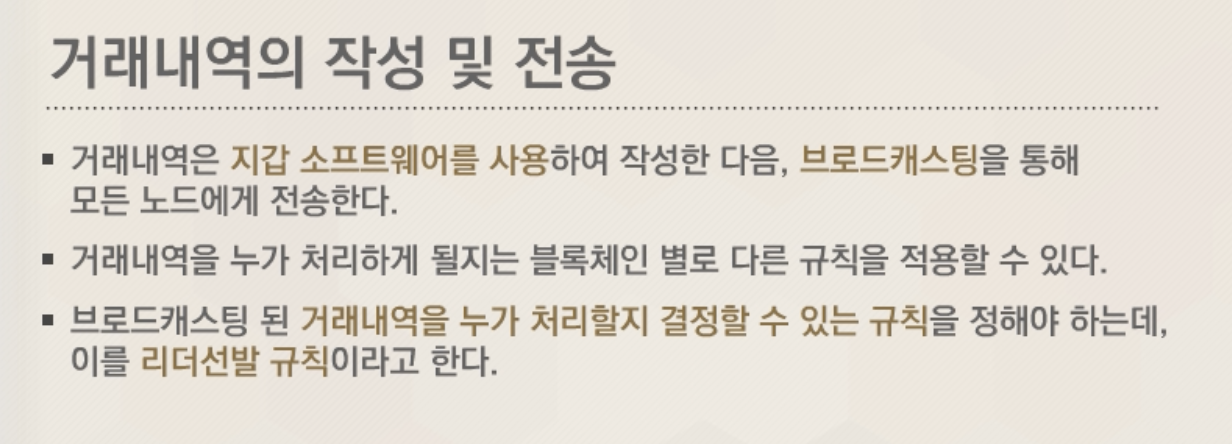 거래내역의 작성 및 전송
▪ 거래내역은 지갑 소프트웨어를 사용하여 작성한 다음, 브로드캐스팅을 통해
모든 노드에게 전송한다.
▪ 거래내역을 누가 처리하게 될지는 블록체인 별로 다른 규칙을 적용할 수 있다.
▪ 브로드캐스팅 된 거래내역을 누가 처리할지 결정할 수 있는 규칙을 정해야 하는데,
이를 리더선발 규칙이라고 한다.